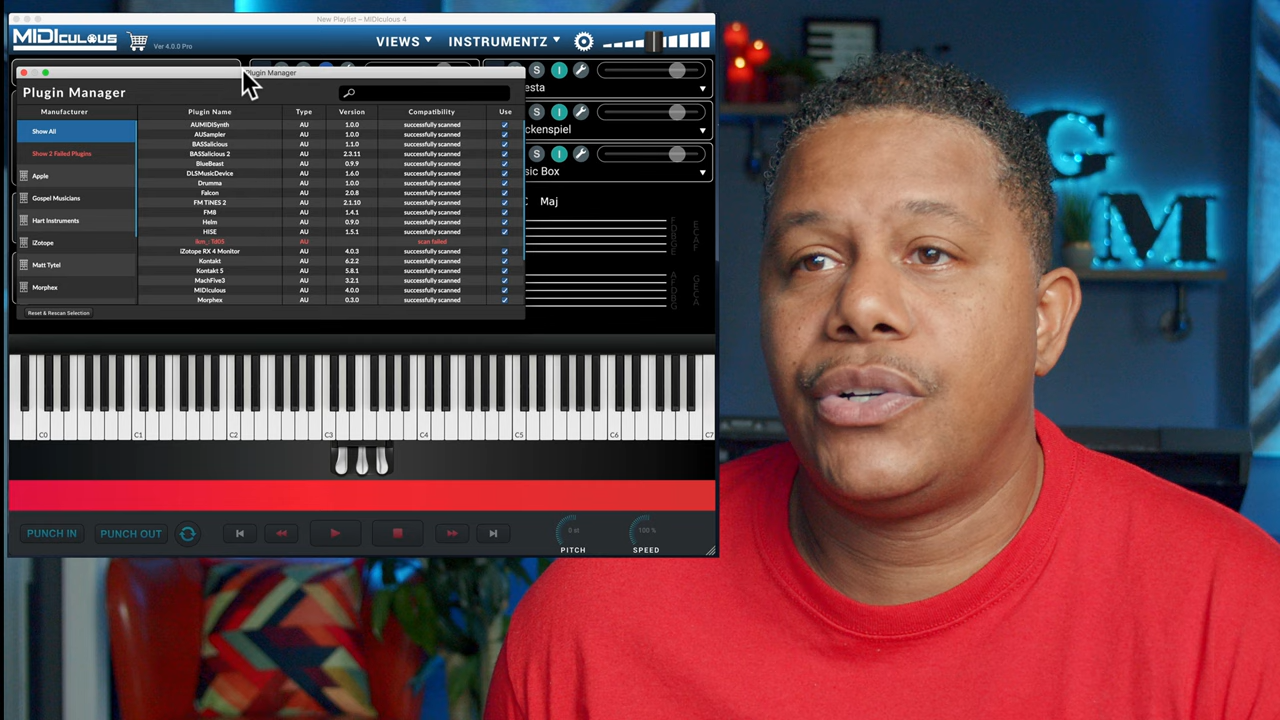 New Playlist – MIDIculous 4
MIDIculous
Ver 4.0.0 Pro
VIEWS
INSTRUMENTZ
Plugin Manager
Plugin Manager
Manufacturer
Plugin Name Type Version Compatibility Use
Show All
Show 2 Failed Plugins
Apple
Gospel Musicians
Hart Instruments
iZotope
Matt Tytel
Morphex
AUMIDISynth AU 1.0.0 successfully scanned
AUSampler AU 1.0.0 successfully scanned
BASSalicious AU 1.1.0 successfully scanned
BASSalicious 2 AU 2.3.11 successfully scanned
BlueBeast AU 0.9.9 successfully scanned
DLSMusicDevice AU 1.6.0 successfully scanned
Drumma AU 1.0.0 successfully scanned
Falcon AU 2.0.8 successfully scanned
FM TINES 2 AU 2.1.10 successfully scanned
FM8 AU 1.4.1 successfully scanned
Helm AU 0.9.0 successfully scanned
HISE AU 1.5.1 successfully scanned
AU scan failed
iZotope RX 4 Monitor AU 4.0.3 successfully scanned
Kontakt AU 6.2.2 successfully scanned
Kontakt 5 AU 5.8.1 successfully scanned
MachFive3 AU 3.2.1 successfully scanned
MIDIculous AU 4.0.0 successfully scanned
Morphex AU 0.3.0 successfully scanned
Reset & Rescan Selection
S I
esta
S I
ckenspiel
S I
sic Box
Maj
C0 C1 C2 C3 C4 C5 C6 C7
PUNCH IN
PUNCH OUT
0 st
PITCH
100 %
SPEED
G
M